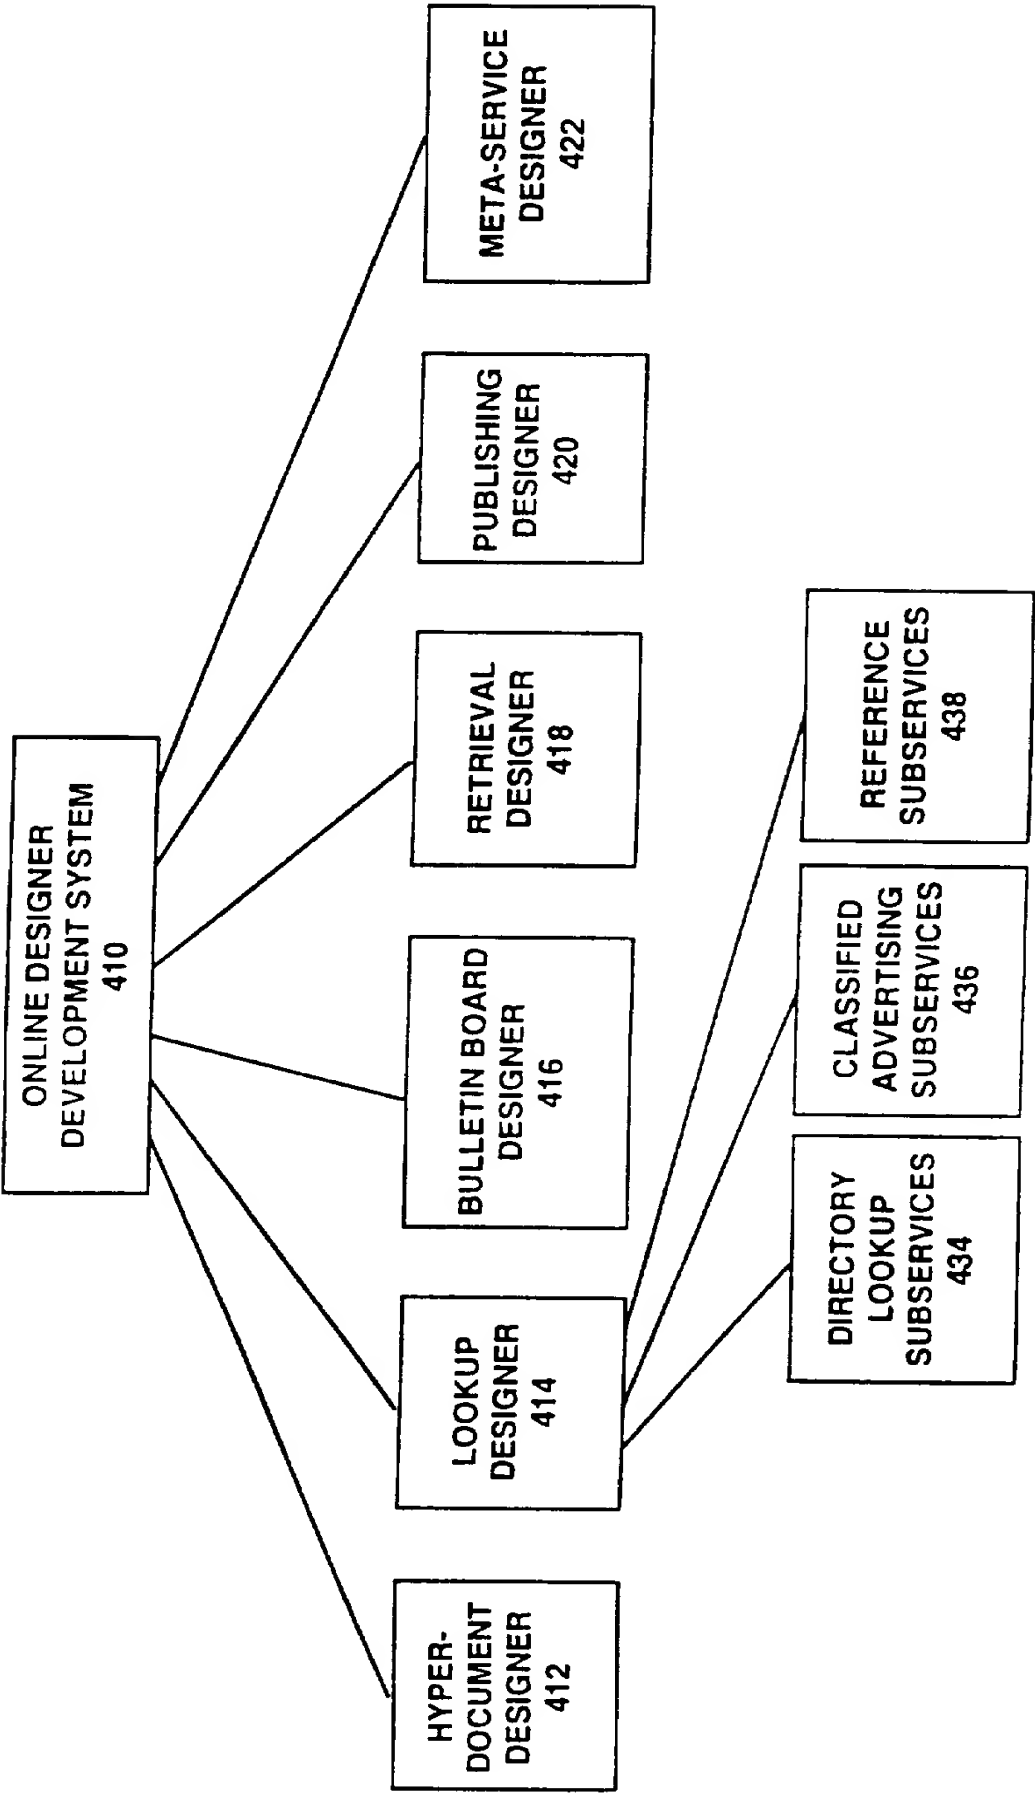 ONLINE DESIGNER
DEVELOPMENT SYSTEM
410
HYPER-
DOCUMENT
DESIGNER
412
LOOKUP
DESIGNER
414
BULLETIN BOARD
DESIGNER
416
RETRIEVAL
DESIGNER
418
PUBLISHING
DESIGNER
420
META-SERVICE
DESIGNER
422
DIRECTORY
LOOKUP
SUBSERVICES
434
CLASSIFIED
ADVERTISING
SUBSERVICES
436
REFERENCE
SUBSERVICES
438